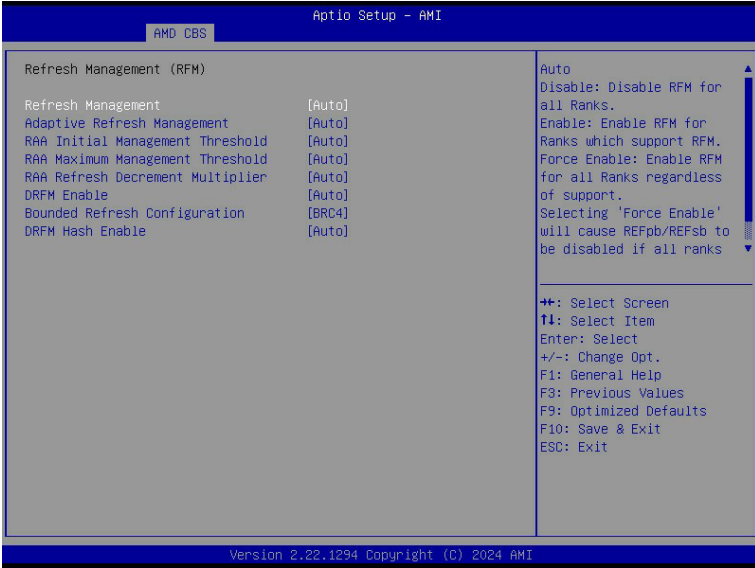 Aptio Setup - AMI
AMD CBS
Refresh Management (RFM)
Refresh Management [Auto]
Adaptive Refresh Management [Auto]
RAA Initial Management Threshold [Auto]
RAA Maximum Management Threshold [Auto]
RAA Refresh Decrement Multiplier [Auto]
DRFM Enable [Auto]
Bounded Refresh Configuration [BRC4]
DRFM Hash Enable [Auto]
Auto
Disable: Disable RFM for
all Ranks.
Enable: Enable RFM for
Ranks which support RFM.
Force Enable: Enable RFM
for all Ranks regardless
of support.
Selecting 'Force Enable'
will cause REFpb/REFsb to
be disabled if all ranks
→←: Select Screen
↑↓: Select Item
Enter: Select
+/-: Change Opt.
F1: General Help
F3: Previous Values
F9: Optimized Defaults
F10: Save & Exit
ESC: Exit
Version 2.22.1294 Copyright (C) 2024 AMI